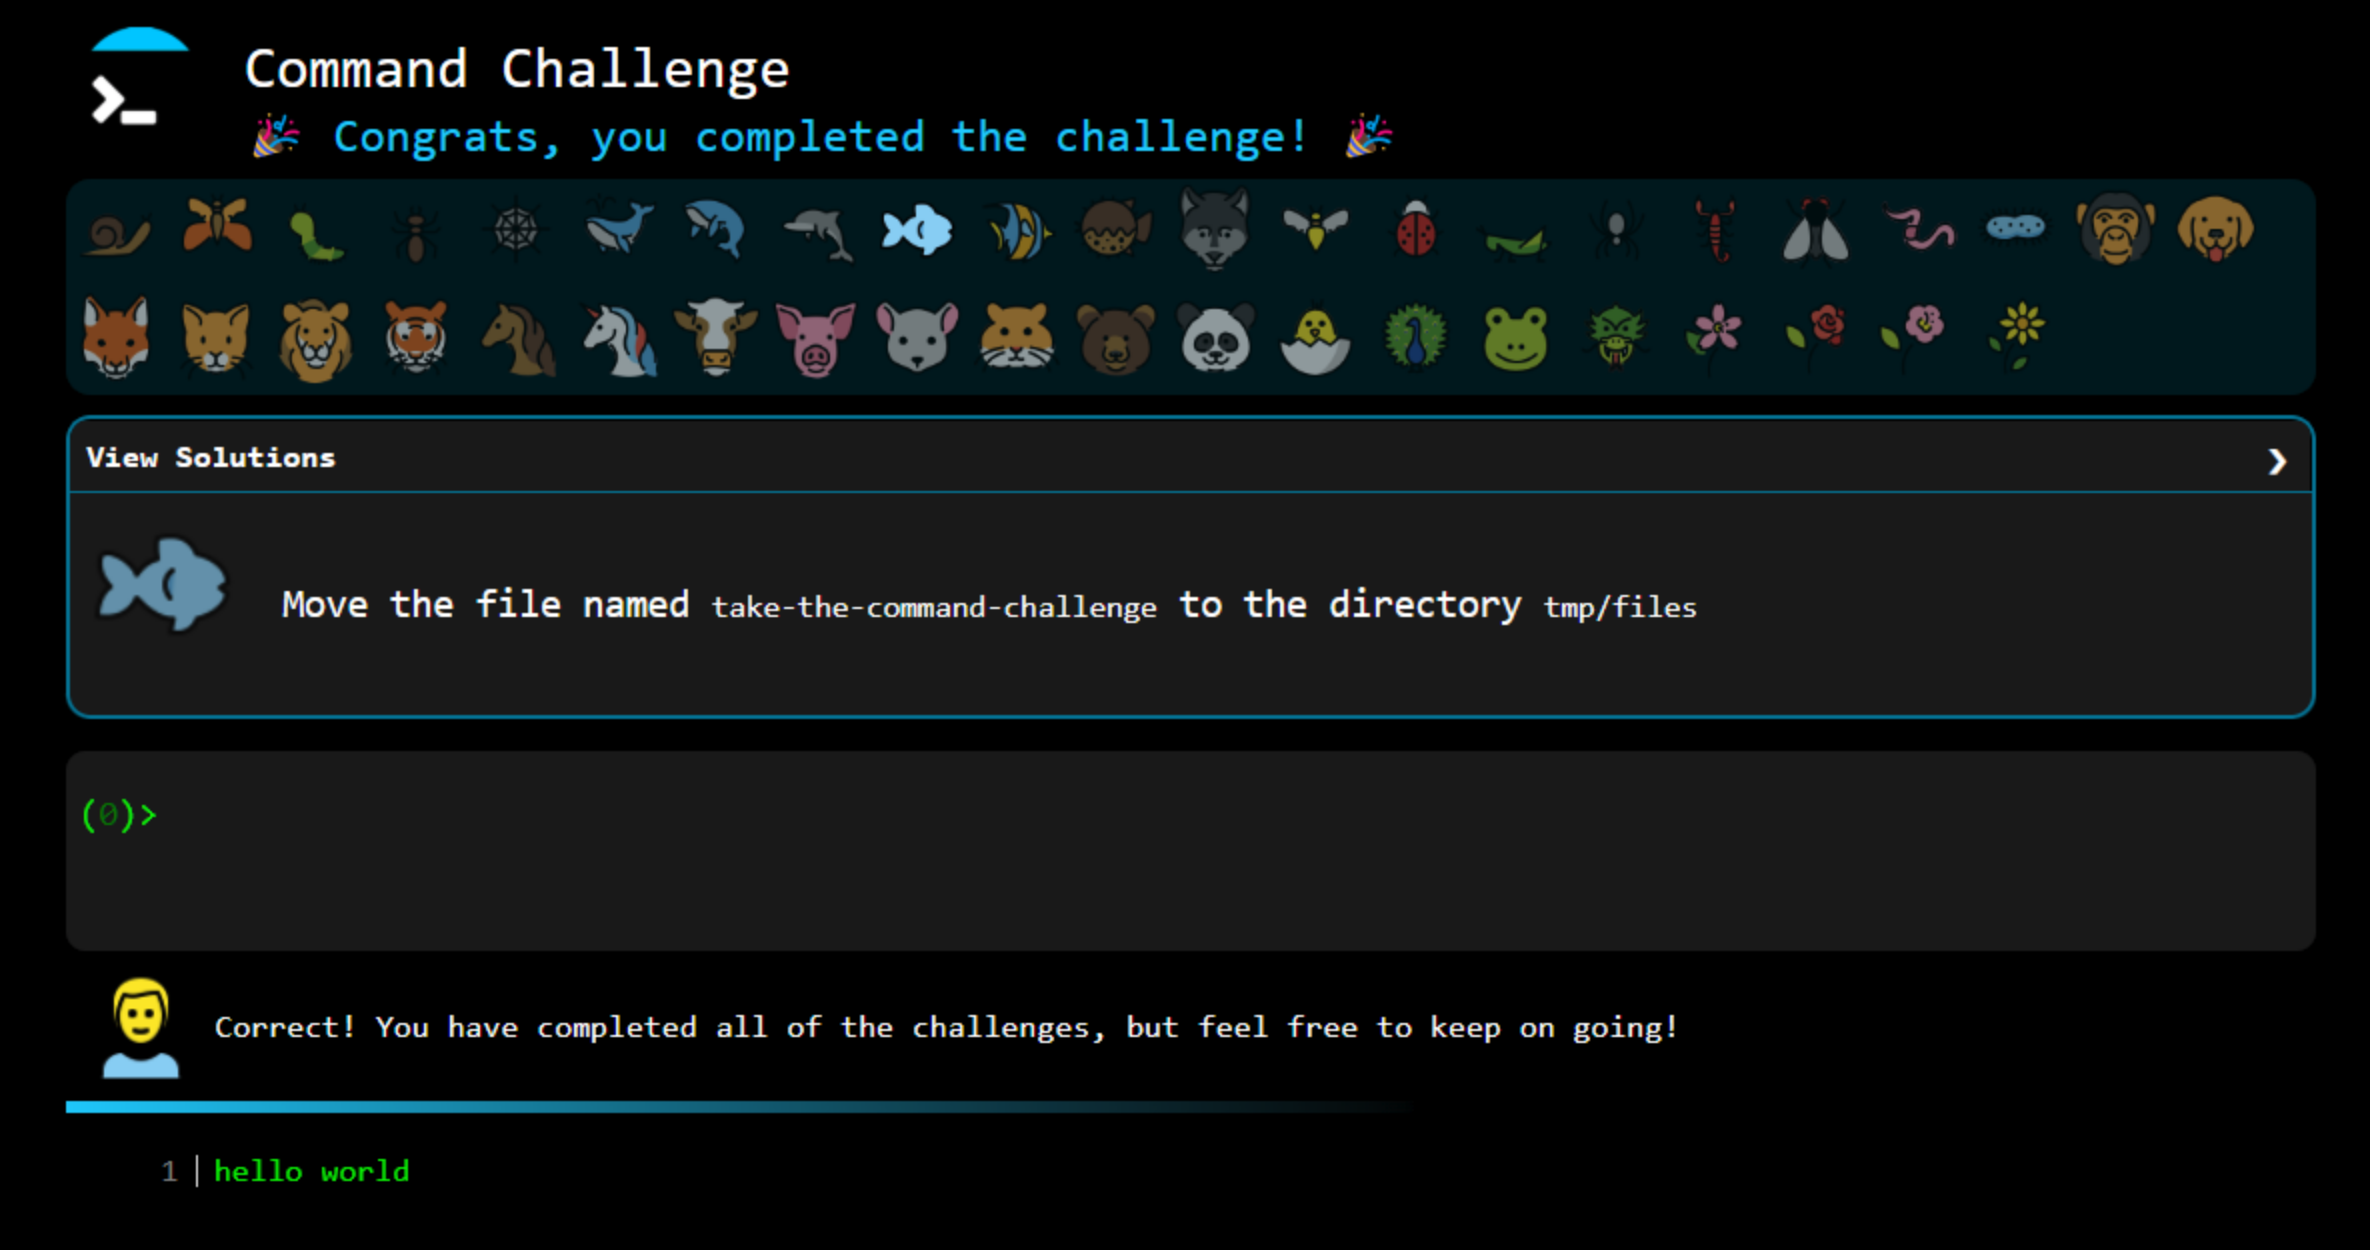 Command Challenge
🎉 Congrats, you completed the challenge! 🎉
View Solutions
Move the file named take-the-command-challenge to the directory tmp/files
(0)>
Correct! You have completed all of the challenges, but feel free to keep on going!
1 hello world